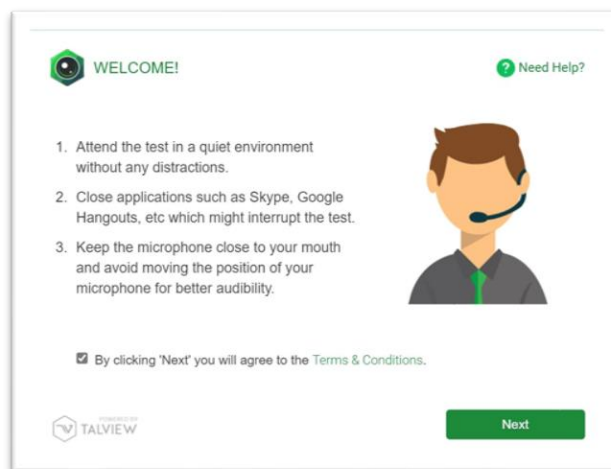 WELCOME!
Need Help?
1. Attend the test in a quiet environment
without any distractions.
2. Close applications such as Skype, Google
Hangouts, etc which might interrupt the test.
3. Keep the microphone close to your mouth
and avoid moving the position of your
microphone for better audibility.
By clicking 'Next' you will agree to the Terms & Conditions.
POWERED BY
TALVIEW
Next